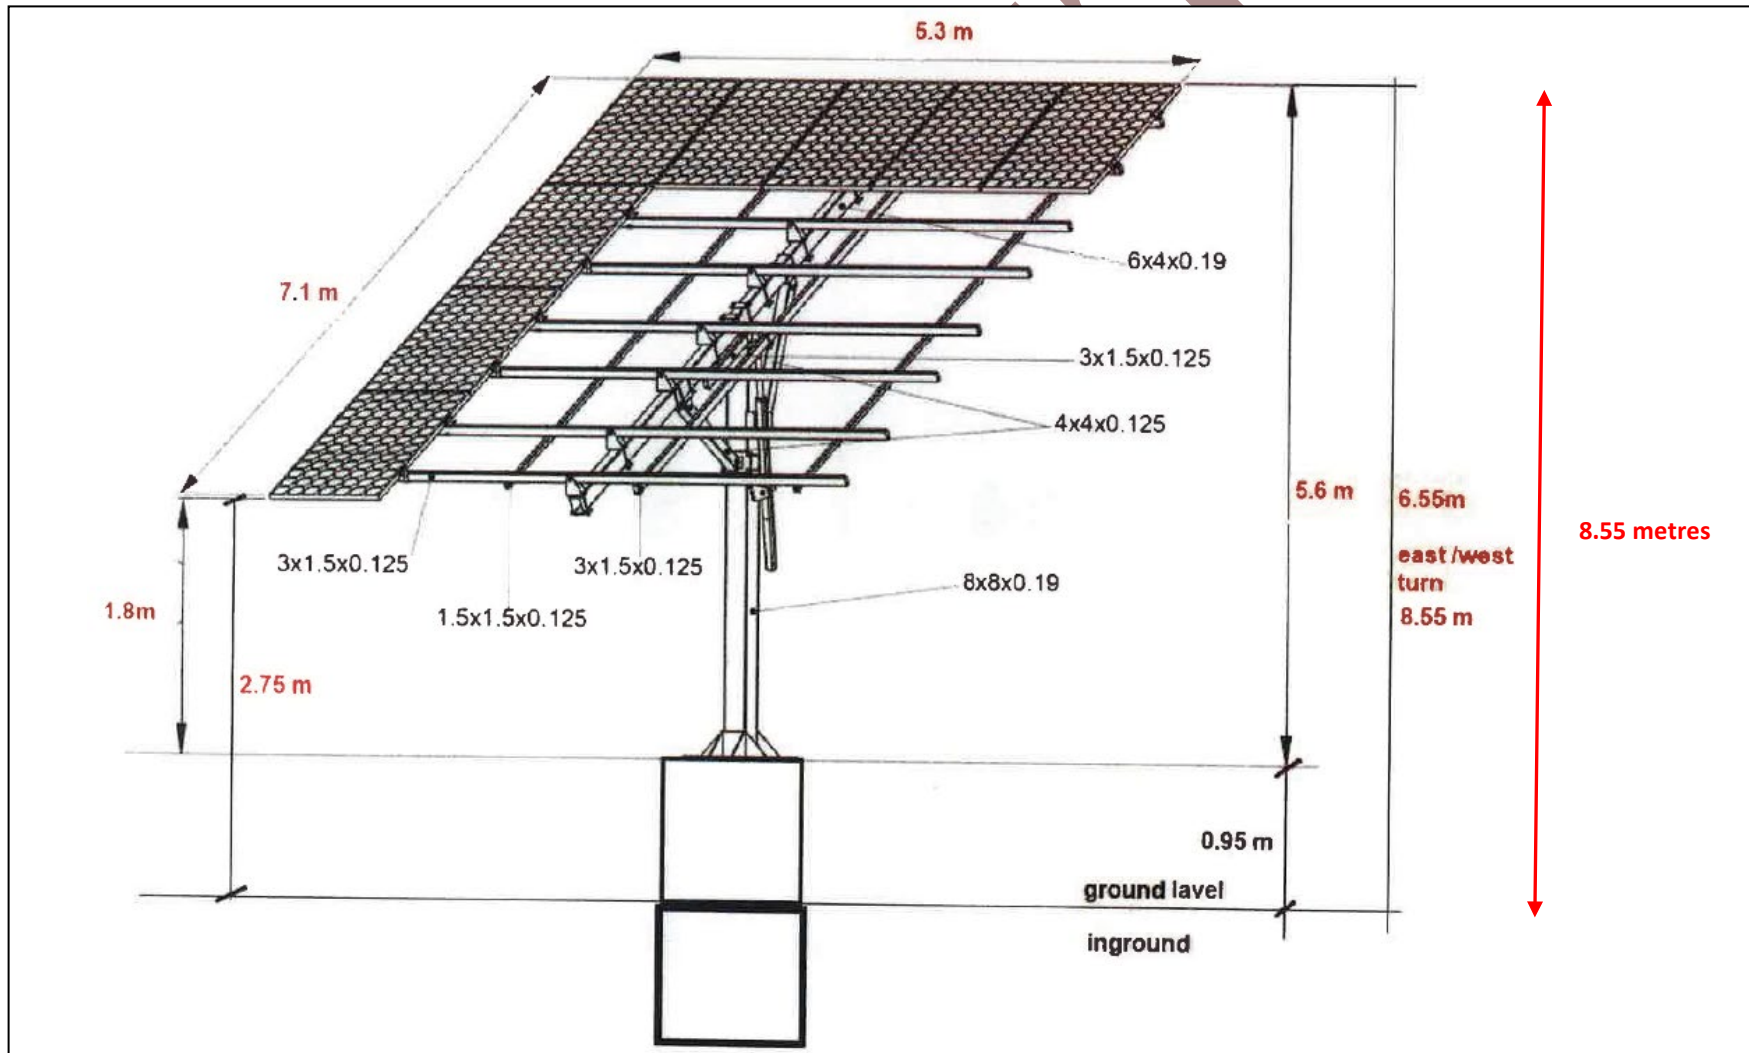 5.3 m
7.1 m
6x4x0.19
3x1.5x0.125
4x4x0.125
5.6 m
6.55m
east /west
turn
8.55 m
8.55 metres
3x1.5x0.125
3x1.5x0.125
1.5x1.5x0.125
8x8x0.19
1.8m
2.75 m
0.95 m
ground lavel
inground